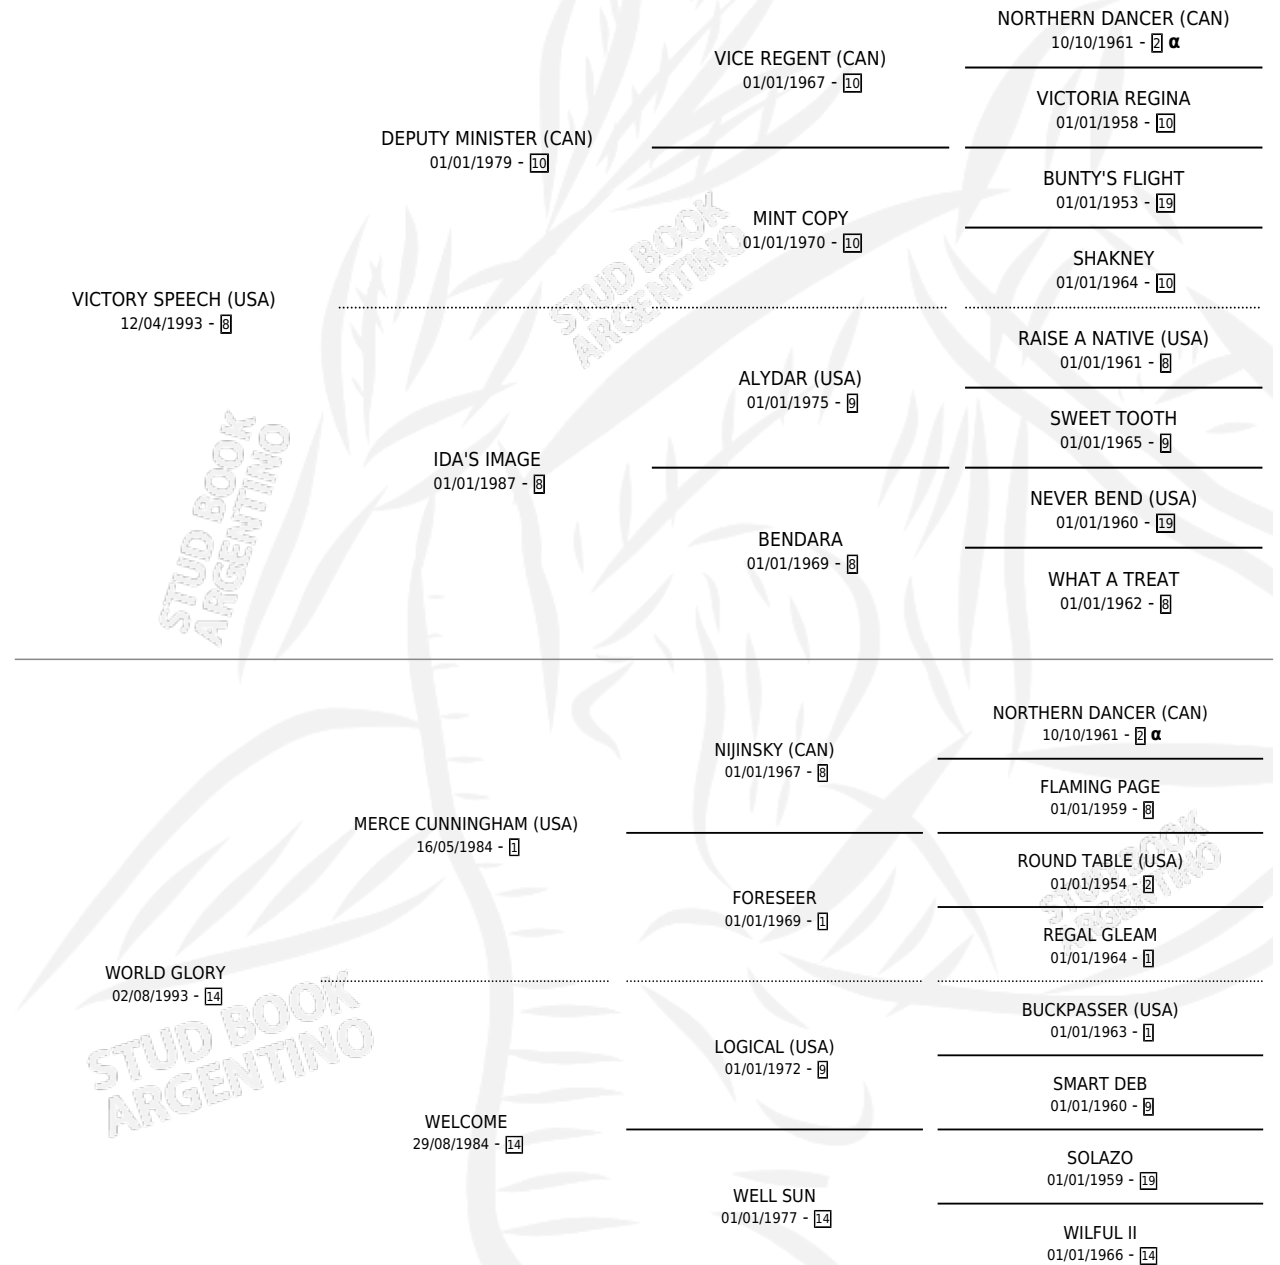 NORTHERN DANCER (CAN)
10/10/1961 - 2 α
VICE REGENT (CAN)
01/01/1967 - 10
VICTORIA REGINA
01/01/1958 - 10
DEPUTY MINISTER (CAN)
01/01/1979 - 10
BUNTY'S FLIGHT
01/01/1953 - 19
MINT COPY
01/01/1970 - 10
SHAKNEY
01/01/1964 - 10
VICTORY SPEECH (USA)
12/04/1993 - 8
RAISE A NATIVE (USA)
01/01/1961 - 8
ALYDAR (USA)
01/01/1975 - 9
SWEET TOOTH
01/01/1965 - 9
IDA'S IMAGE
01/01/1987 - 8
NEVER BEND (USA)
01/01/1960 - 19
BENDARA
01/01/1969 - 8
WHAT A TREAT
01/01/1962 - 8
NORTHERN DANCER (CAN)
10/10/1961 - 2 α
NIJINSKY (CAN)
01/01/1967 - 8
FLAMING PAGE
01/01/1959 - 8
MERCE CUNNINGHAM (USA)
16/05/1984 - 1
ROUND TABLE (USA)
01/01/1954 - 2
FORESEER
01/01/1969 - 1
REGAL GLEAM
01/01/1964 - 1
WORLD GLORY
02/08/1993 - 14
BUCKPASSER (USA)
01/01/1963 - 1
LOGICAL (USA)
01/01/1972 - 9
SMART DEB
01/01/1960 - 9
WELCOME
29/08/1984 - 14
SOLAZO
01/01/1959 - 19
WELL SUN
01/01/1977 - 14
WILFUL II
01/01/1966 - 14
STUD BOOK
ARGENTINO
STUD BOOK
ARGENTINO
STUD BOOK
ARGENTINO
STUD BOOK
ARGENTINO